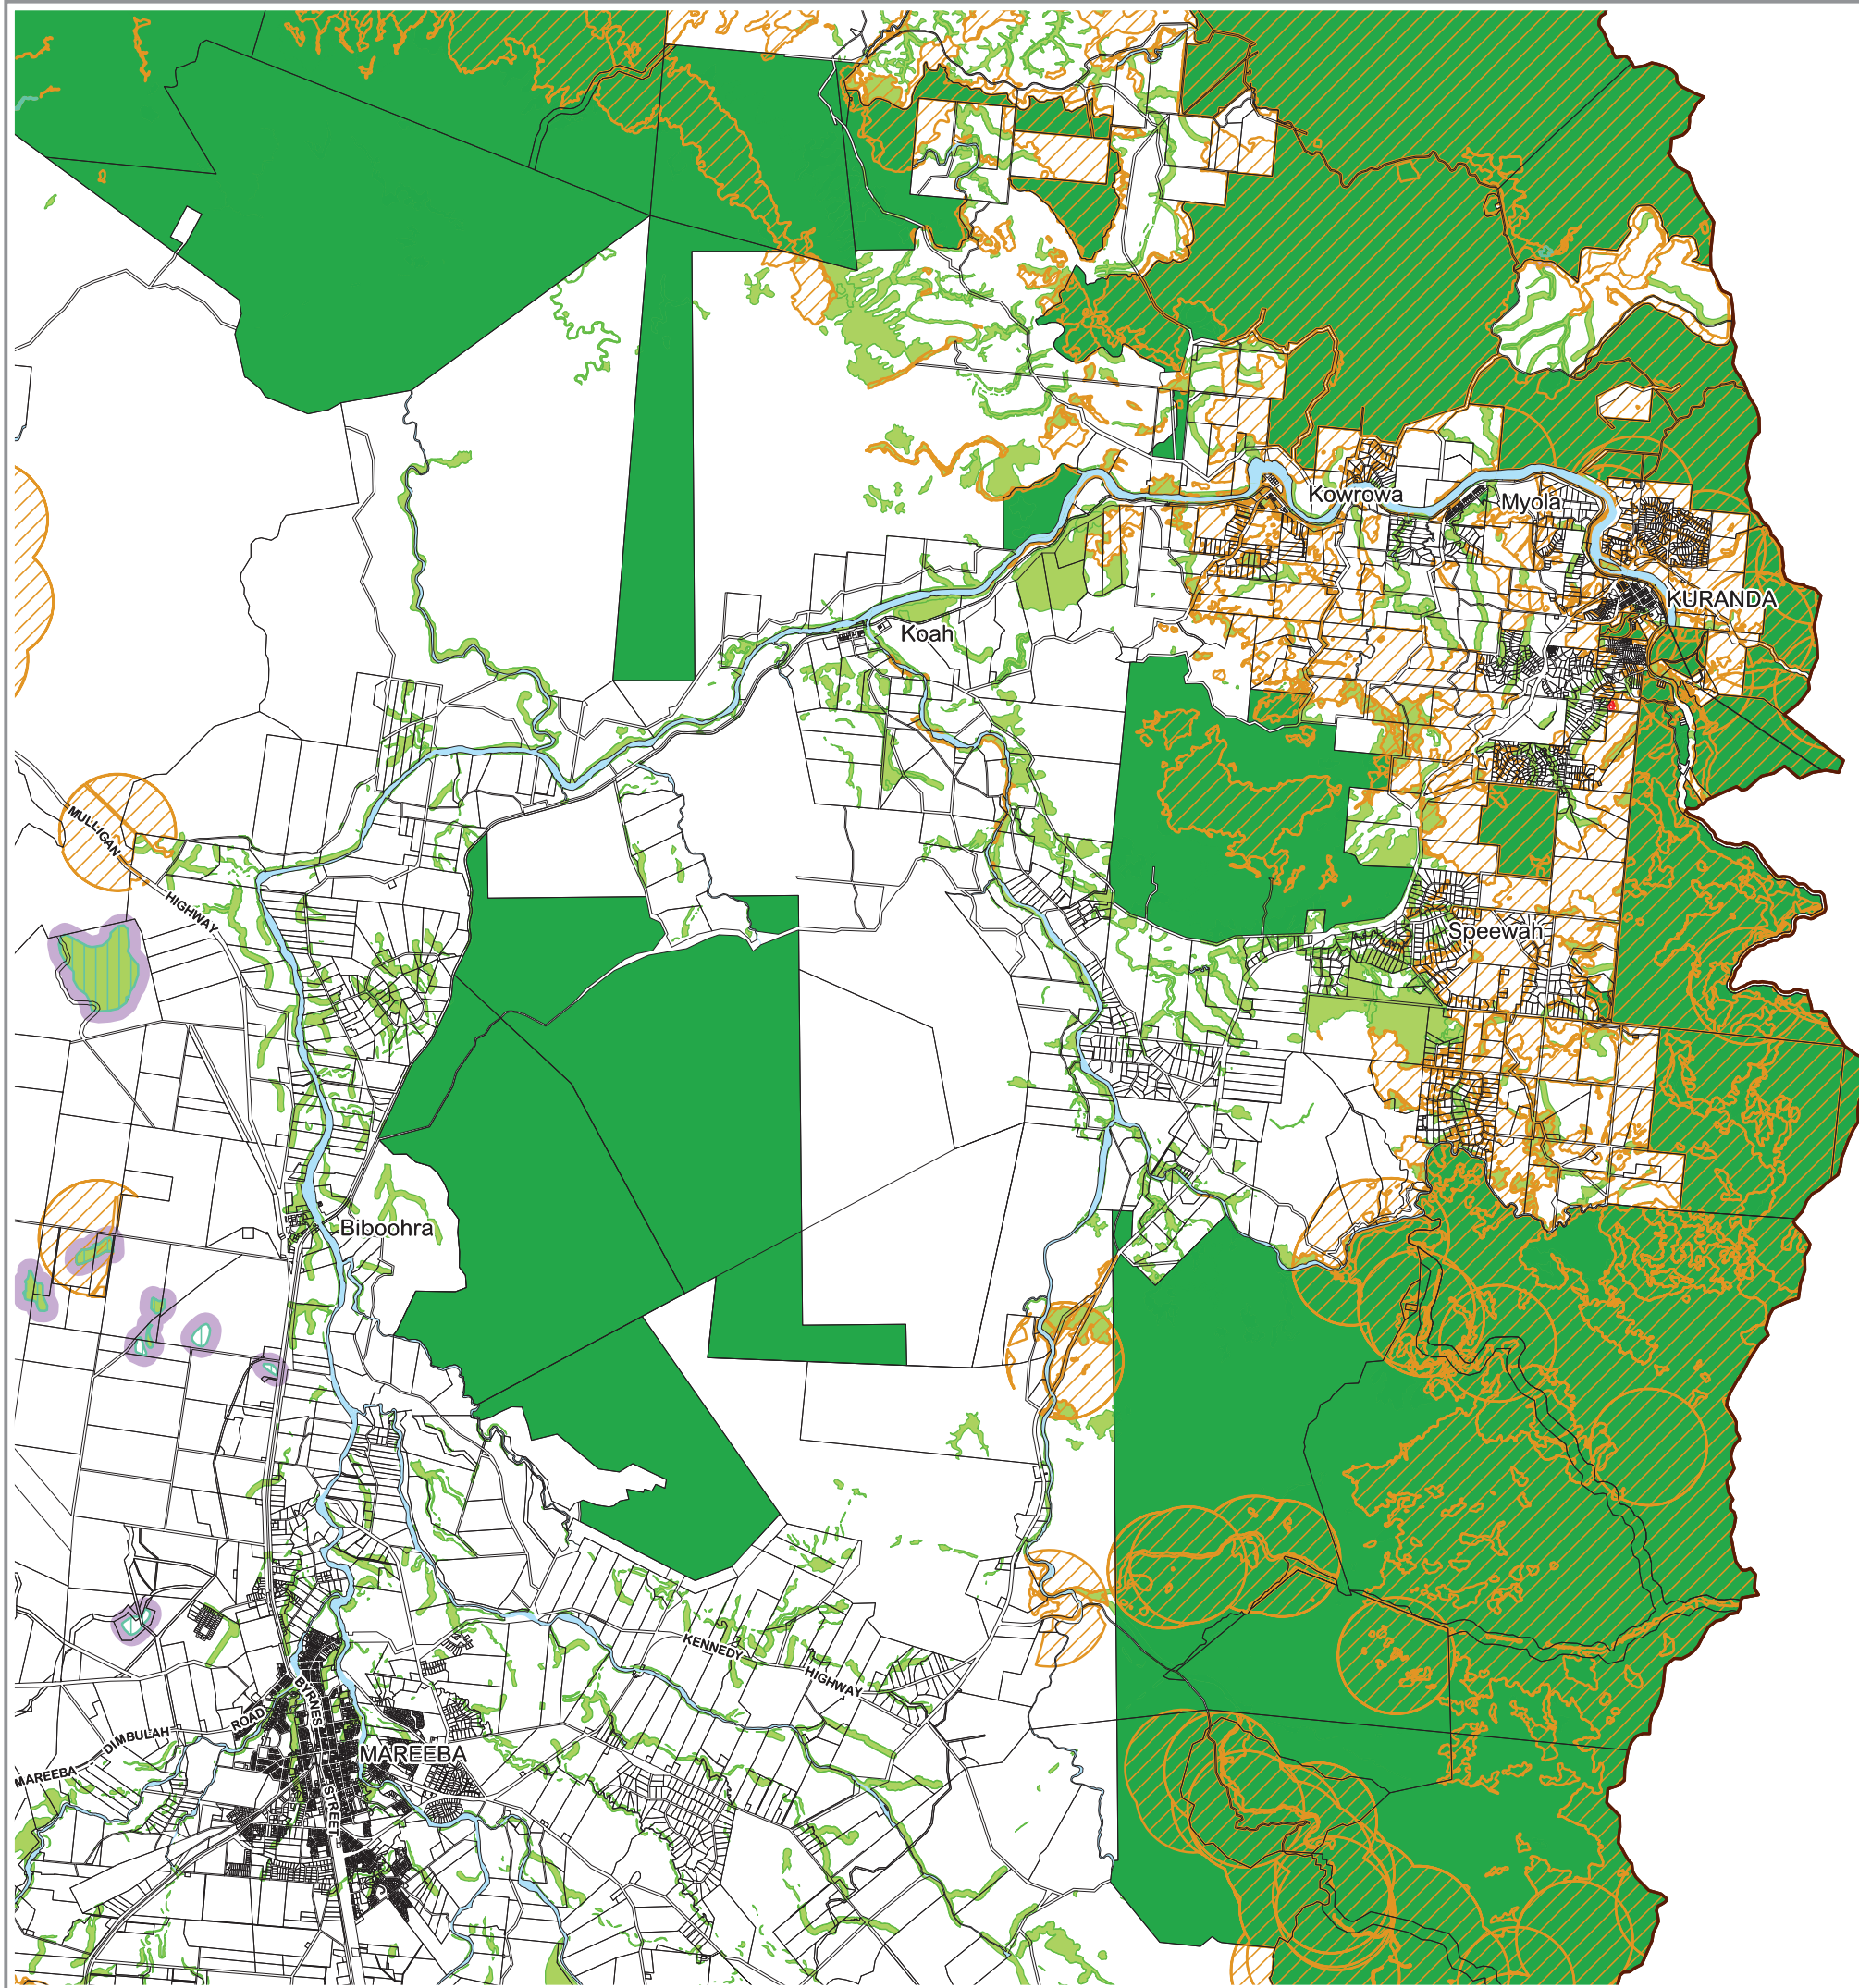 Kowrowa
Myola
KURANDA
Koah
MULLIGAN
HIGHWAY
Speewah
Biboohra
KENNEDY
HIGHWAY
BYRNES
STREET
MAREEBA
DIMBULAH
ROAD
MAREEBA